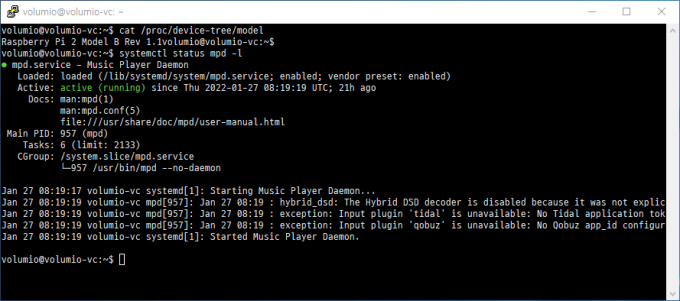 volumio@volumio-vc: ~
volumio@volumio-vc:~$ cat /proc/device-tree/model
Raspberry Pi 2 Model B Rev 1.1volumio@volumio-vc:~$
volumio@volumio-vc:~$ systemctl status mpd -l
● mpd.service - Music Player Daemon
Loaded: loaded (/lib/systemd/system/mpd.service; enabled; vendor preset: enabled)
Active: active (running) since Thu 2022-01-27 08:19:19 UTC; 21h ago
Docs: man:mpd(1)
man:mpd.conf(5)
file:///usr/share/doc/mpd/user-manual.html
Main PID: 957 (mpd)
Tasks: 6 (limit: 2133)
CGroup: /system.slice/mpd.service
└─957 /usr/bin/mpd --no-daemon
Jan 27 08:19:17 volumio-vc systemd[1]: Starting Music Player Daemon...
Jan 27 08:19:19 volumio-vc mpd[957]: Jan 27 08:19 : hybrid_dsd: The Hybrid DSD decoder is disabled because it was not explic
Jan 27 08:19:19 volumio-vc mpd[957]: Jan 27 08:19 : exception: Input plugin 'tidal' is unavailable: No Tidal application tok
Jan 27 08:19:19 volumio-vc mpd[957]: Jan 27 08:19 : exception: Input plugin 'qobuz' is unavailable: No Qobuz app_id configur
Jan 27 08:19:19 volumio-vc systemd[1]: Started Music Player Daemon.
volumio@volumio-vc:~$